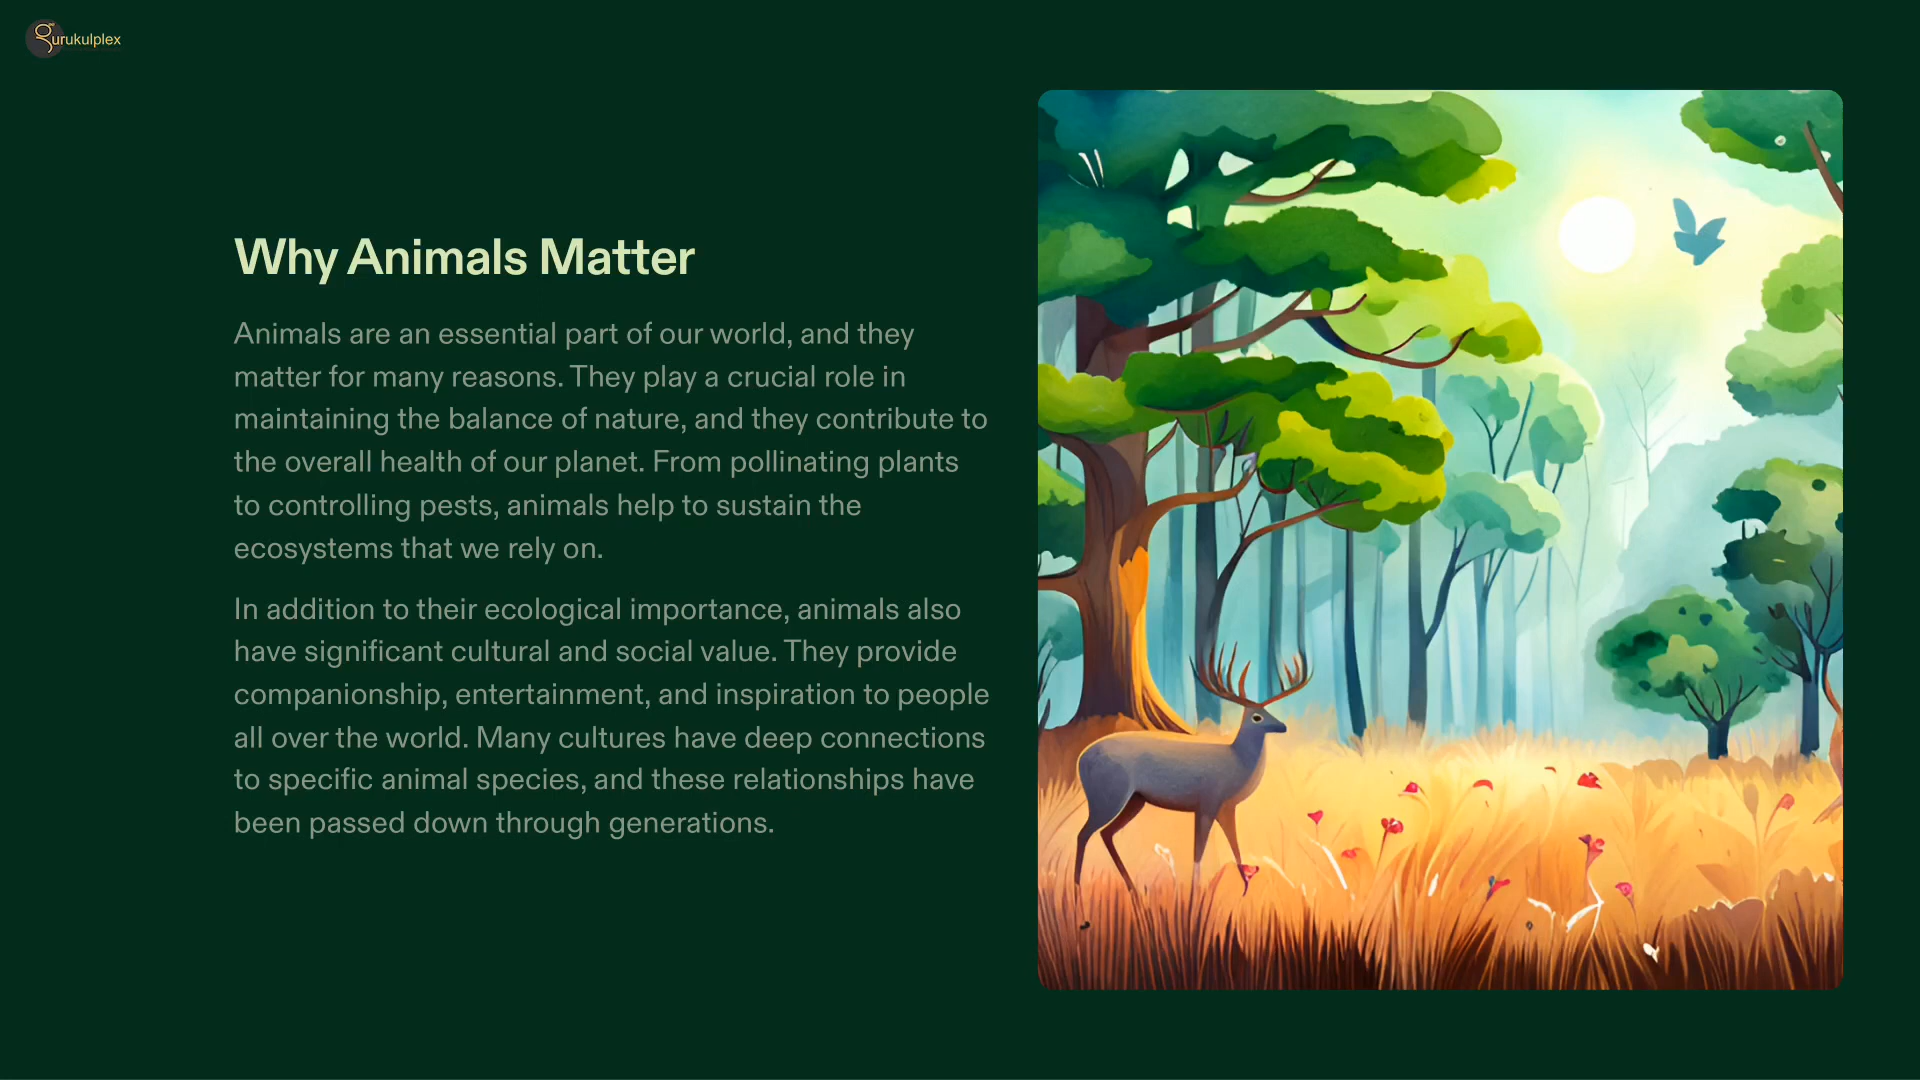 gurukulplex
Why Animals Matter
Animals are an essential part of our world, and they
matter for many reasons. They play a crucial role in
maintaining the balance of nature, and they contribute to
the overall health of our planet. From pollinating plants
to controlling pests, animals help to sustain the
ecosystems that we rely on.
In addition to their ecological importance, animals also
have significant cultural and social value. They provide
companionship, entertainment, and inspiration to people
all over the world. Many cultures have deep connections
to specific animal species, and these relationships have
been passed down through generations.